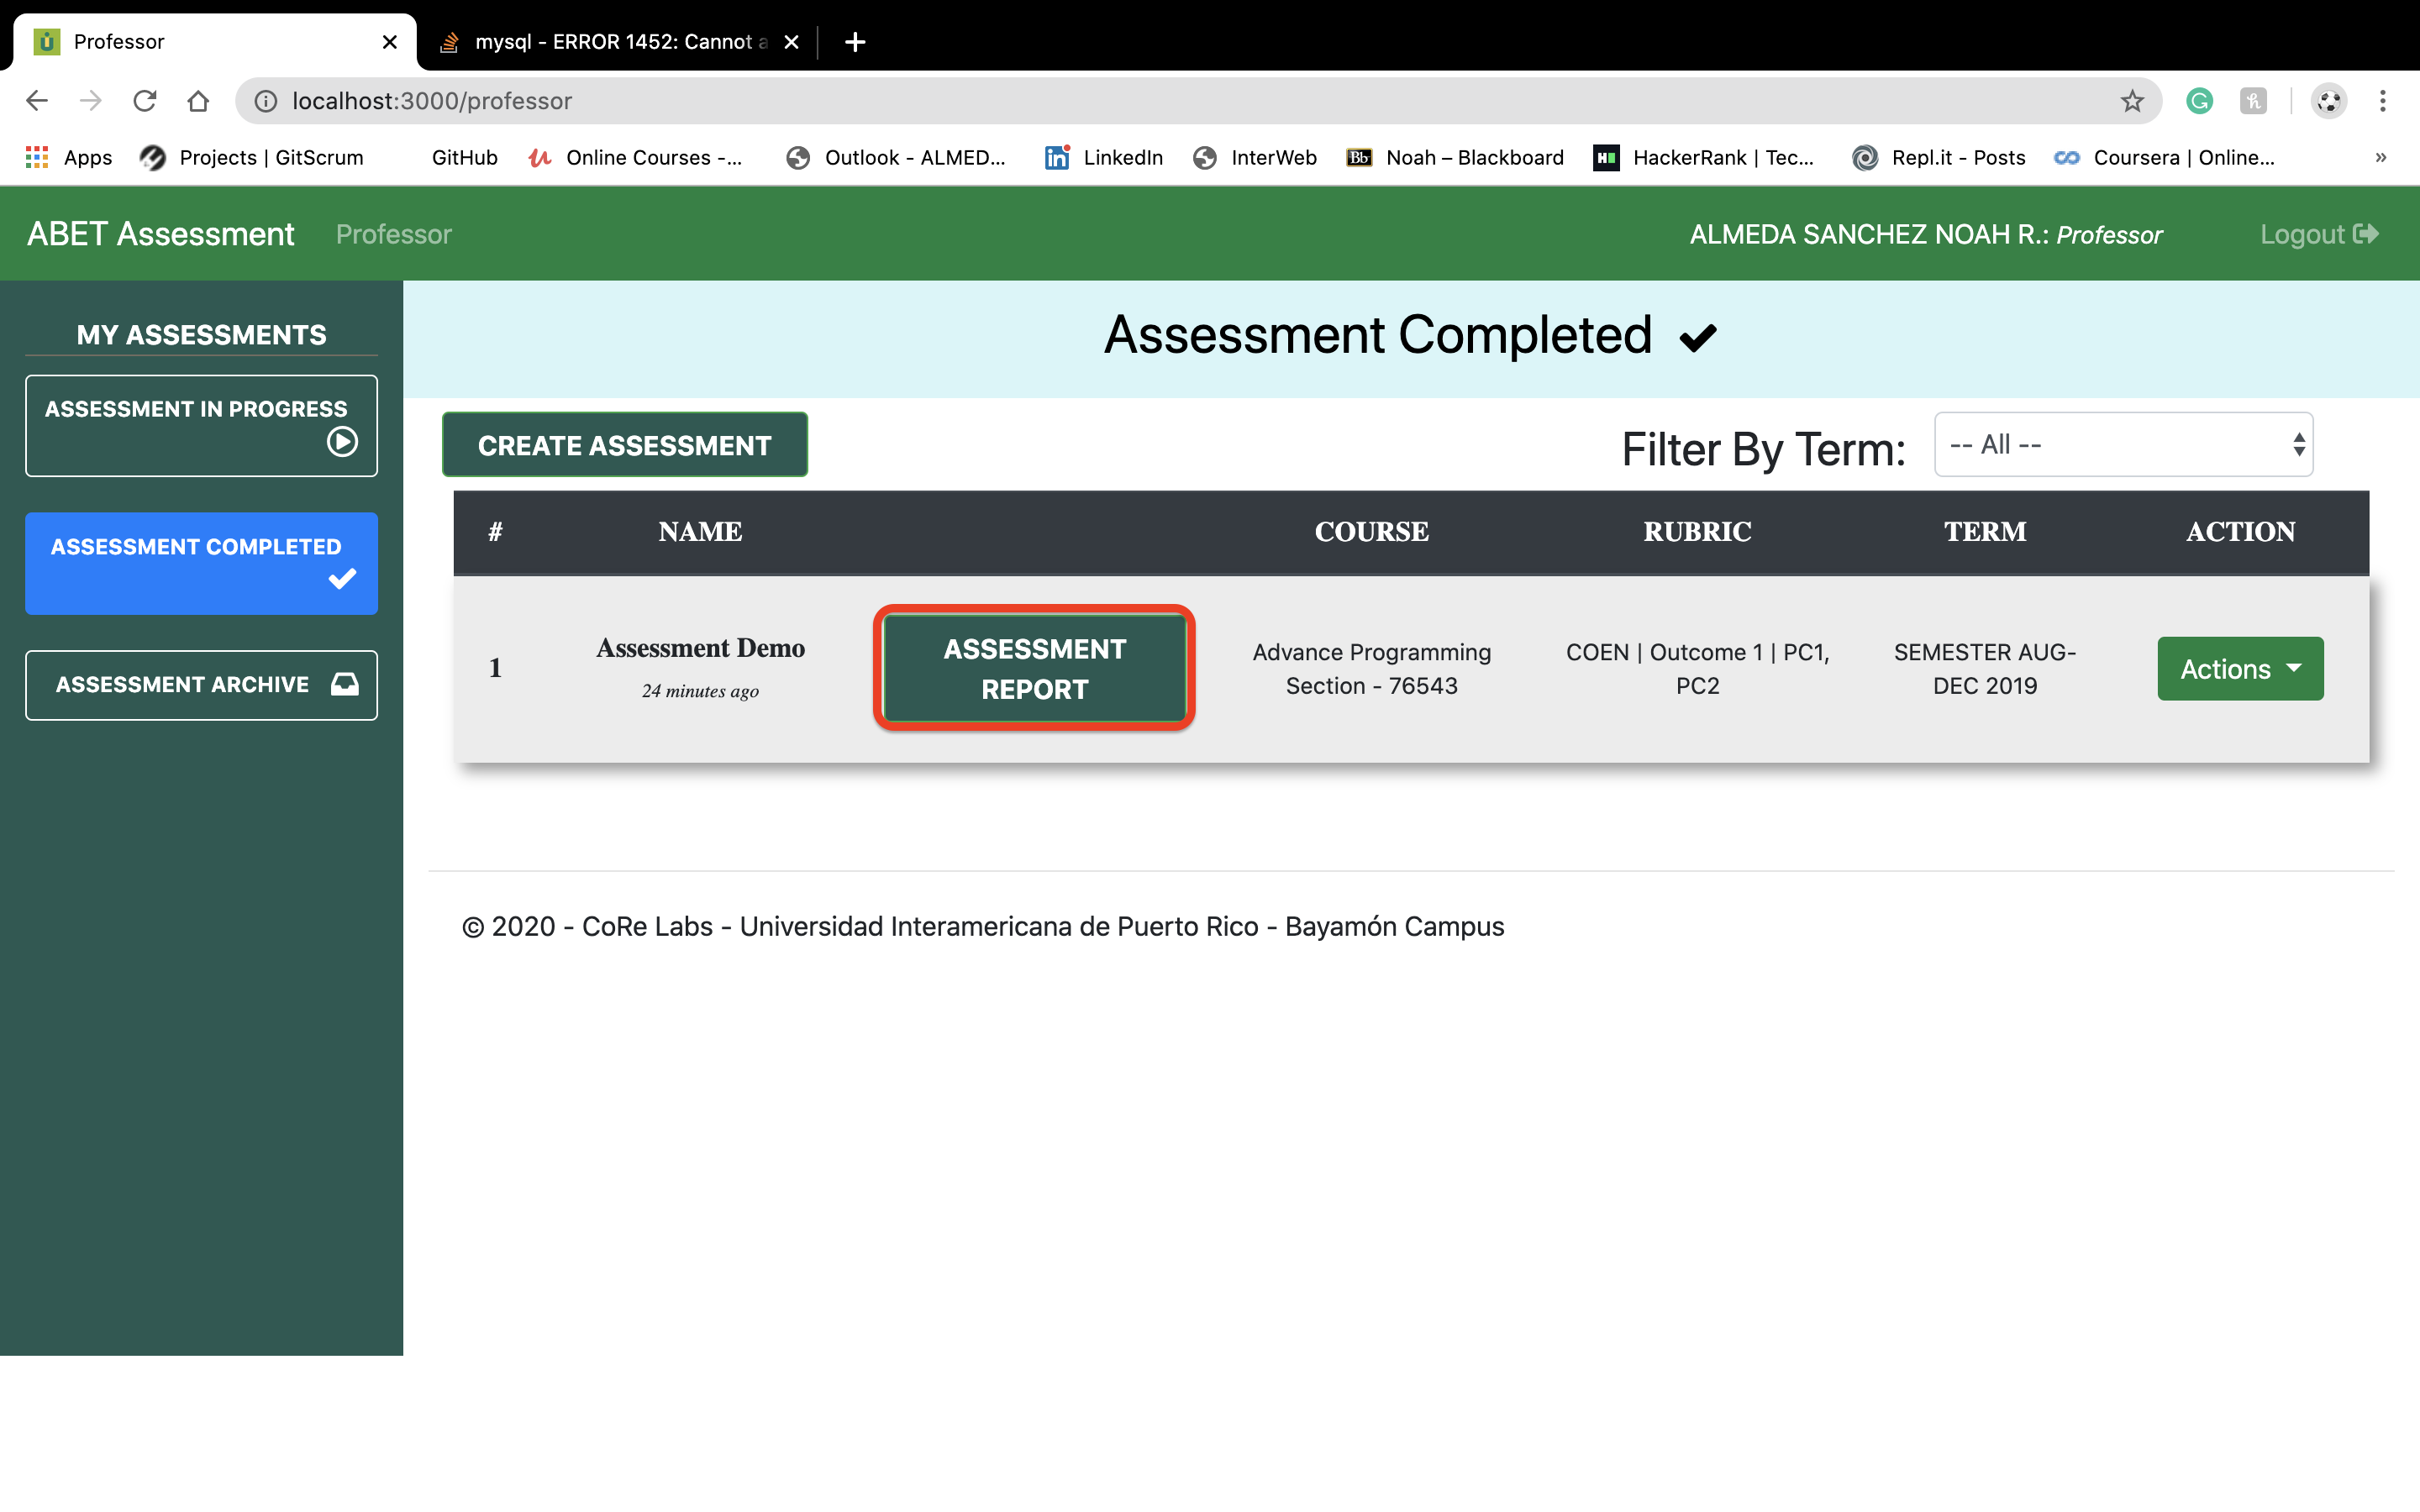 Professor
mysql - ERROR 1452: Cannot a
localhost:3000/professor
Apps
Projects | GitScrum
GitHub
Online Courses -...
Outlook - ALMED...
LinkedIn
InterWeb
Bb
Noah – Blackboard
HackerRank | Tec...
Repl.it - Posts
Coursera | Online...
»
ABET Assessment
Professor
ALMEDA SANCHEZ NOAH R.: Professor
Logout
MY ASSESSMENTS
ASSESSMENT IN PROGRESS
ASSESSMENT COMPLETED
ASSESSMENT ARCHIVE
Assessment Completed
CREATE ASSESSMENT
Filter By Term:
-- All --
# NAME COURSE RUBRIC TERM ACTION
1
Assessment Demo
24 minutes ago
ASSESSMENT
REPORT
Advance Programming
Section - 76543
COEN | Outcome 1 | PC1,
PC2
SEMESTER AUG-
DEC 2019
Actions
© 2020 - CoRe Labs - Universidad Interamericana de Puerto Rico - Bayamón Campus